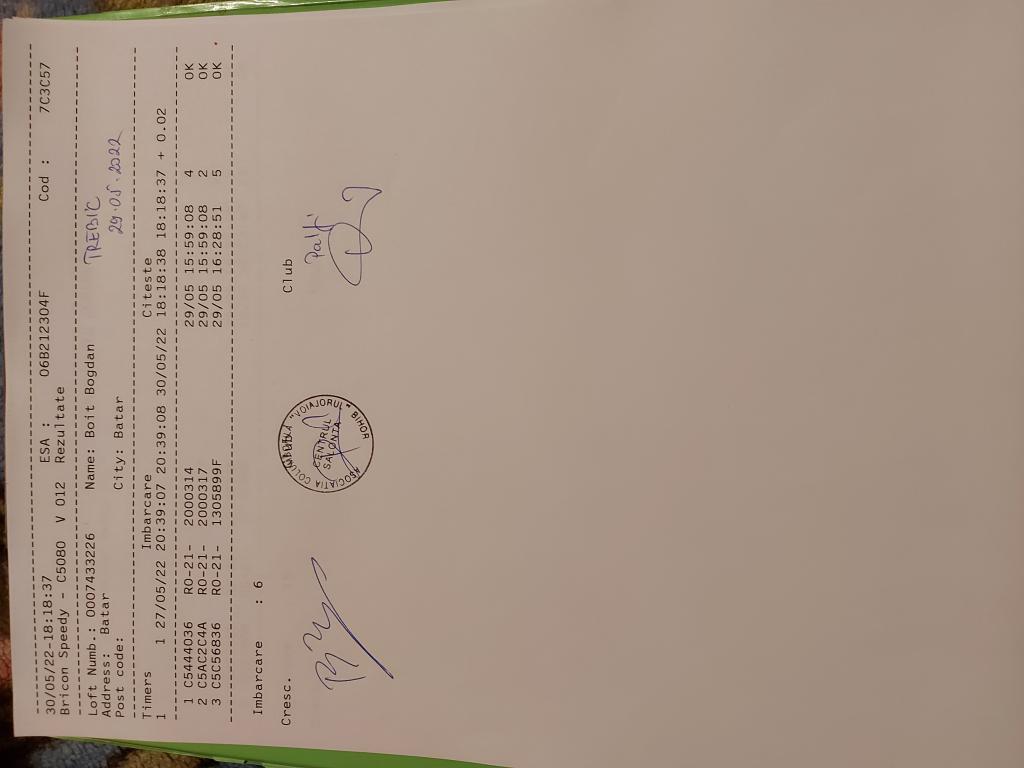 30/05/22-18:18:37 ESA : 06B212304F Cod : 7C3C57
Bricon Speedy - C5080 V 012 Rezultate
Loft Numb.: 0007433226 Name: Boit Bogdan TREBIC
Address: Batar
Post code: City: Batar 29.05.2022
Timers Imbarcare Citeste
1 1 27/05/22 20:39:07 20:39:08 30/05/22 18:18:38 18:18:37 + 0.02
1 C5444036 RO-21- 2000314 29/05 15:59:08 4 OK
2 C5AC2C4A RO-21- 2000317 29/05 15:59:08 2 OK
3 C5C56836 RO-21- 1305899F 29/05 16:28:51 5 OK
Imbarcare : 6
Cresc. Club
Palfi
ASOCIATIA "VOIAJORUL" BIHOR
CENTRUL
SALONTA